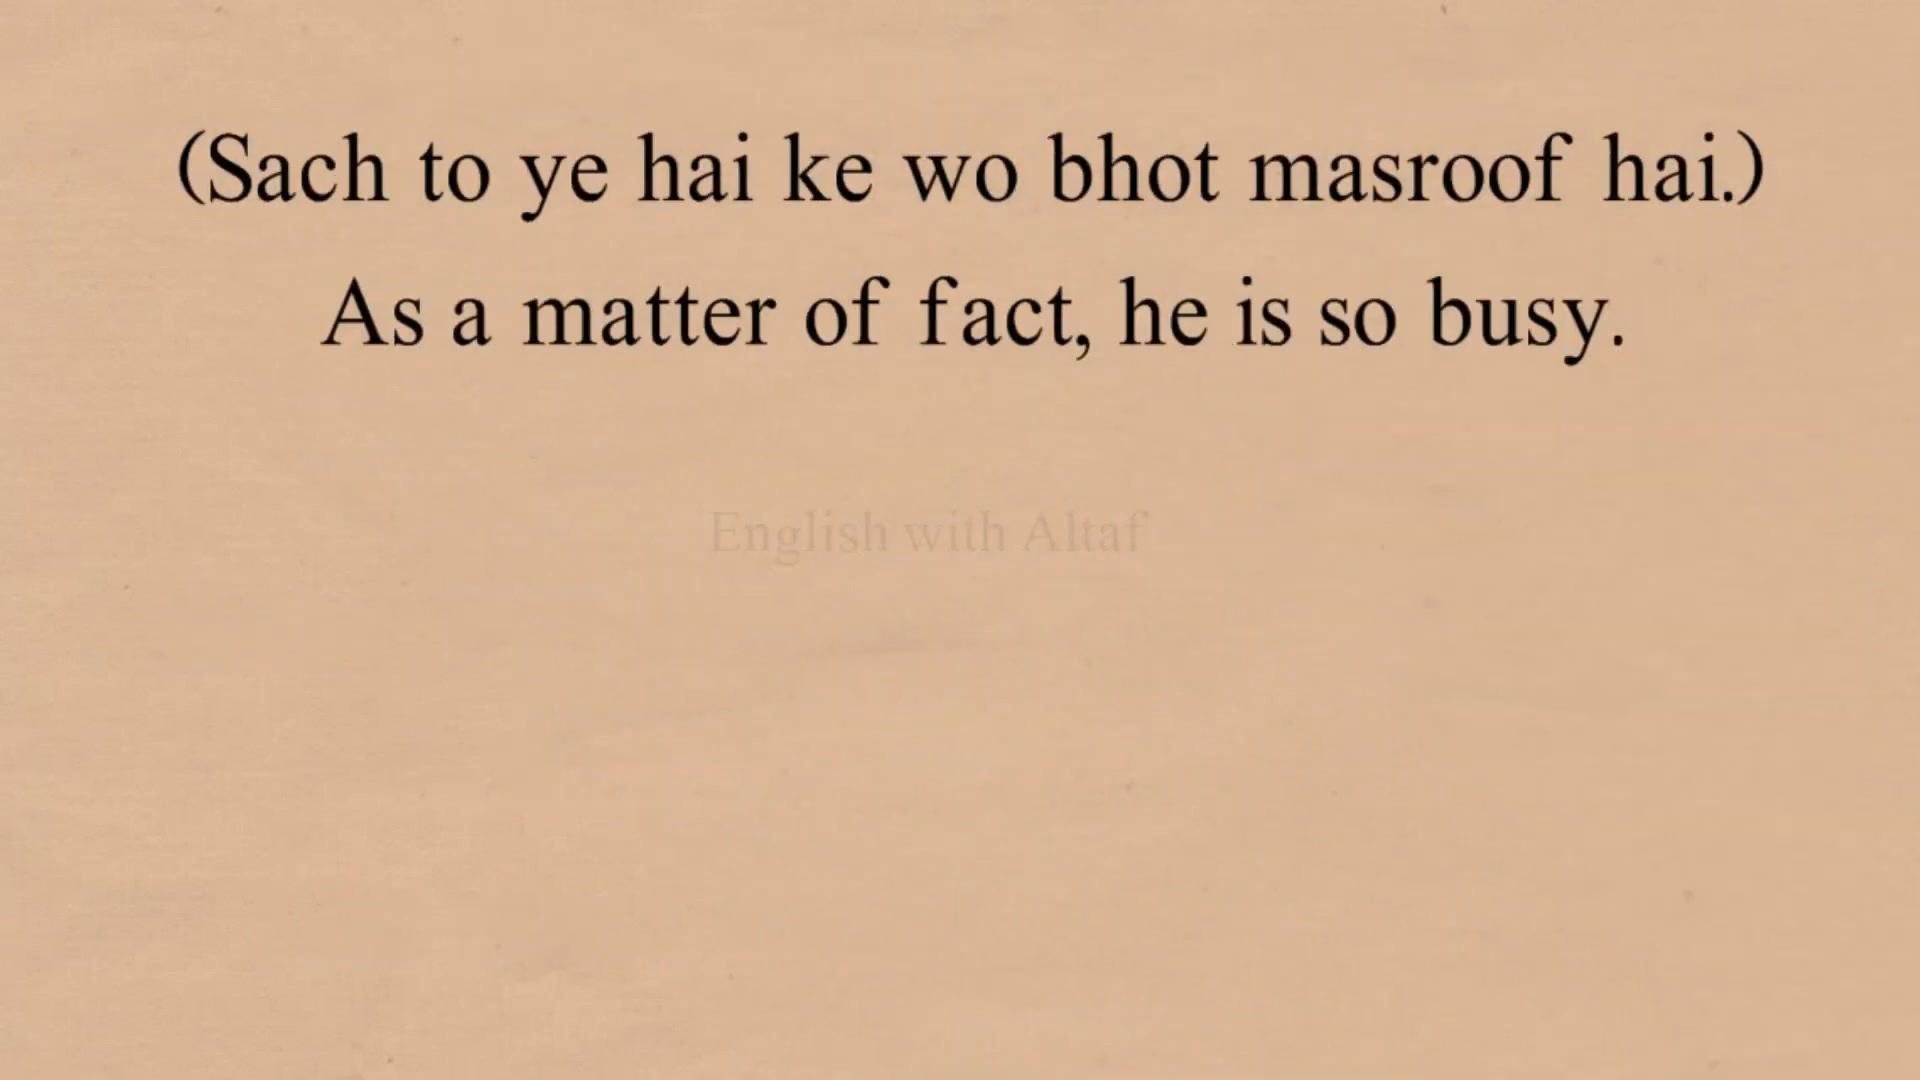 (Sach to ye hai ke wo bhot masroof hai.)
As a matter of fact, he is so busy.
English with Altaf